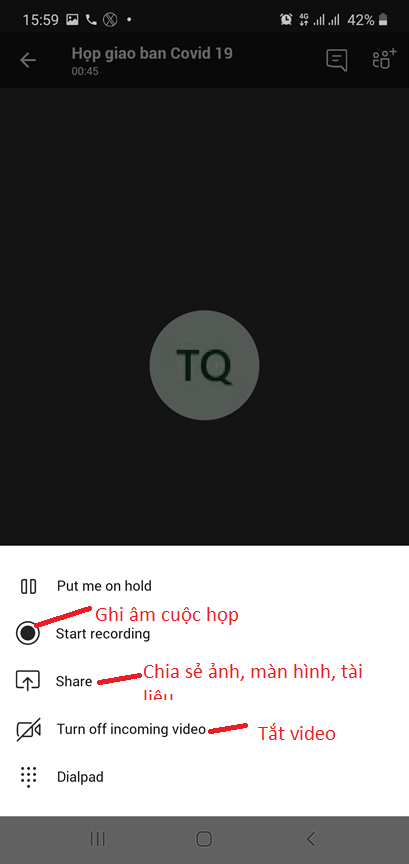 15:59 4G 42%
Họp giao ban Covid 19
00:45
TQ
Put me on hold
Ghi âm cuộc họp
Start recording
Chia sẻ ảnh, màn hình, tài
Share
liệu
Turn off incoming video
Tắt video
Dialpad